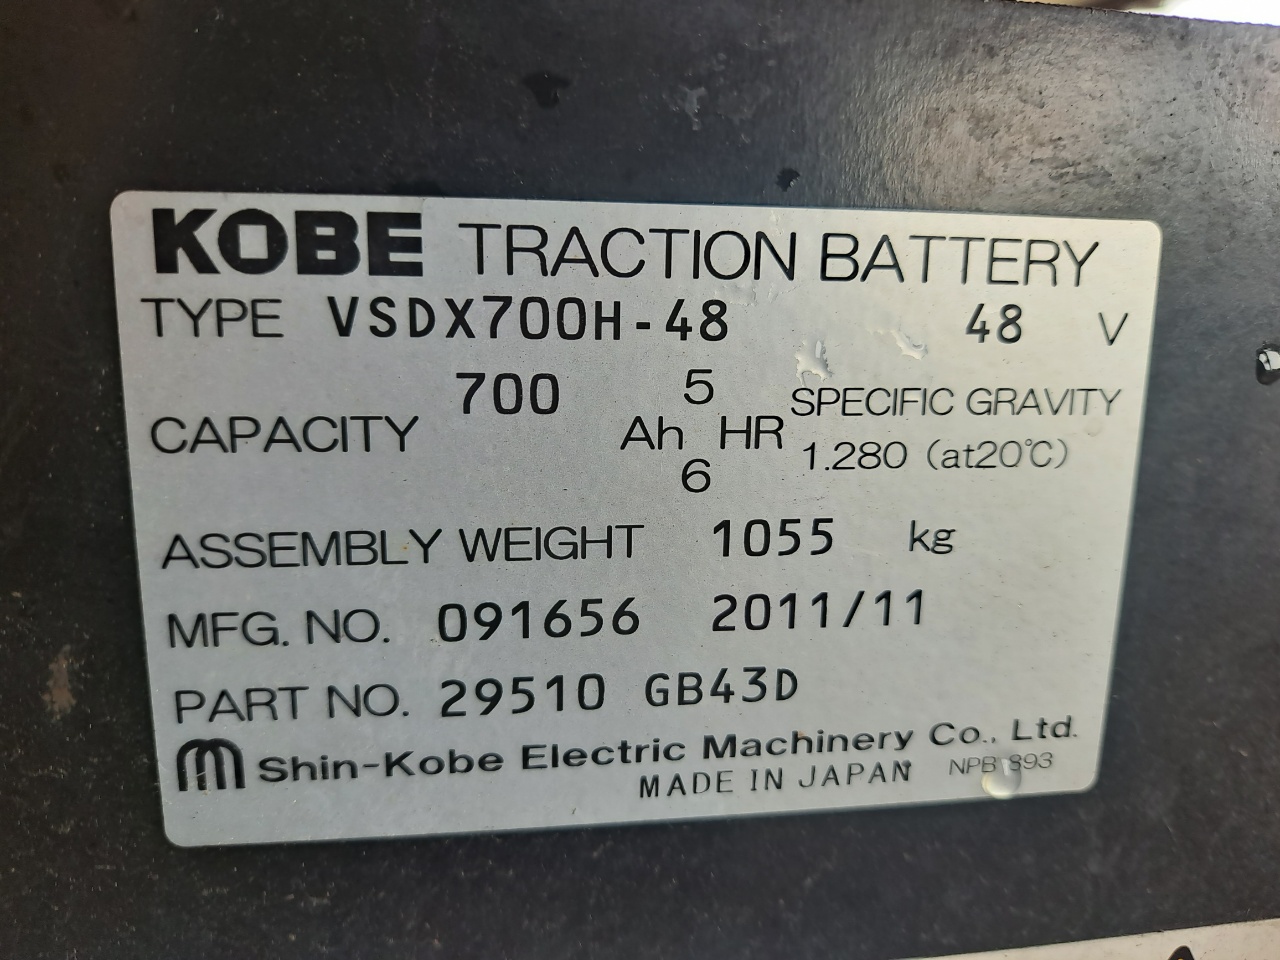 KOBE TRACTION BATTERY
TYPE VSDX700H-48 48 V
CAPACITY 700 Ah 5 HR 6
SPECIFIC GRAVITY
1.280 (at20℃)
ASSEMBLY WEIGHT 1055 kg
MFG. NO. 091656 2011/11
PART NO. 29510 GB43D
Shin-Kobe Electric Machinery Co., Ltd.
MADE IN JAPAN NPB